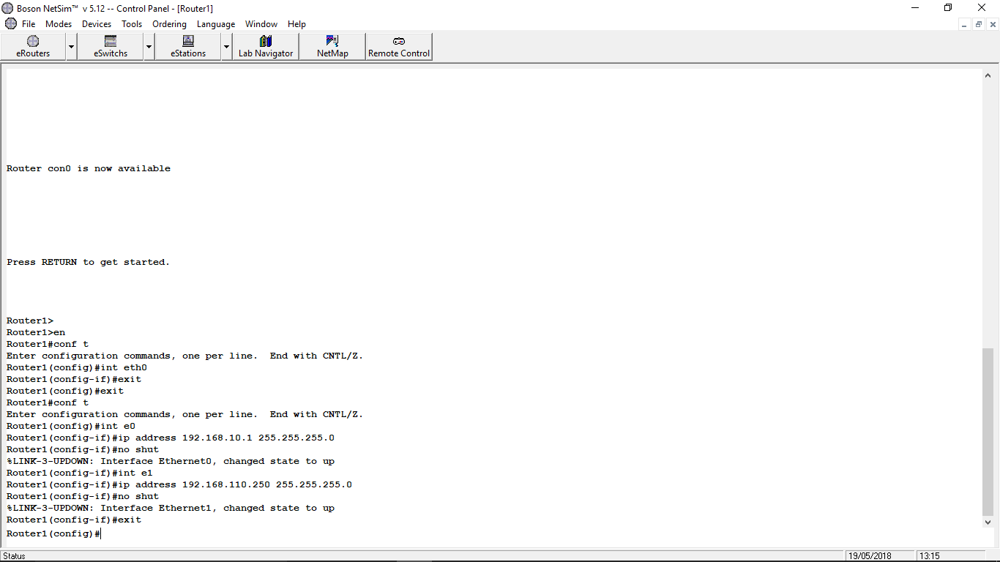 Boson NetSim™ v 5.12 -- Control Panel - [Router1]
File Modes Devices Tools Ordering Language Window Help
eRouters eSwitchs eStations Lab Navigator NetMap Remote Control
Router con0 is now available
Press RETURN to get started.
Router1>
Router1>en
Router1#conf t
Enter configuration commands, one per line.  End with CNTL/Z.
Router1(config)#int eth0
Router1(config-if)#exit
Router1(config)#exit
Router1#conf t
Enter configuration commands, one per line.  End with CNTL/Z.
Router1(config)#int e0
Router1(config-if)#ip address 192.168.10.1 255.255.255.0
Router1(config-if)#no shut
%LINK-3-UPDOWN: Interface Ethernet0, changed state to up
Router1(config-if)#int e1
Router1(config-if)#ip address 192.168.110.250 255.255.255.0
Router1(config-if)#no shut
%LINK-3-UPDOWN: Interface Ethernet1, changed state to up
Router1(config-if)#exit
Router1(config)#
Status 19/05/2018 13:15